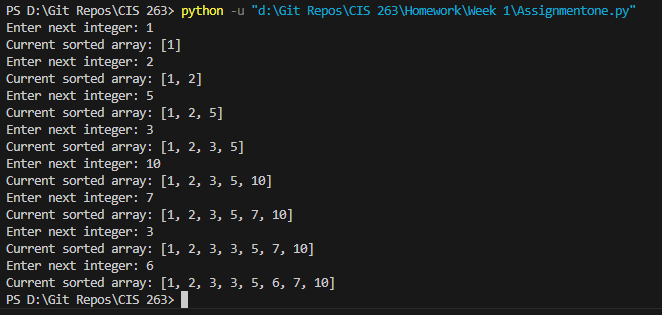 PS D:\Git Repos\CIS 263> python -u "d:\Git Repos\CIS 263\Homework\Week 1\Assignmentone.py"
Enter next integer: 1
Current sorted array: [1]
Enter next integer: 2
Current sorted array: [1, 2]
Enter next integer: 5
Current sorted array: [1, 2, 5]
Enter next integer: 3
Current sorted array: [1, 2, 3, 5]
Enter next integer: 10
Current sorted array: [1, 2, 3, 5, 10]
Enter next integer: 7
Current sorted array: [1, 2, 3, 5, 7, 10]
Enter next integer: 3
Current sorted array: [1, 2, 3, 3, 5, 7, 10]
Enter next integer: 6
Current sorted array: [1, 2, 3, 3, 5, 6, 7, 10]
PS D:\Git Repos\CIS 263>